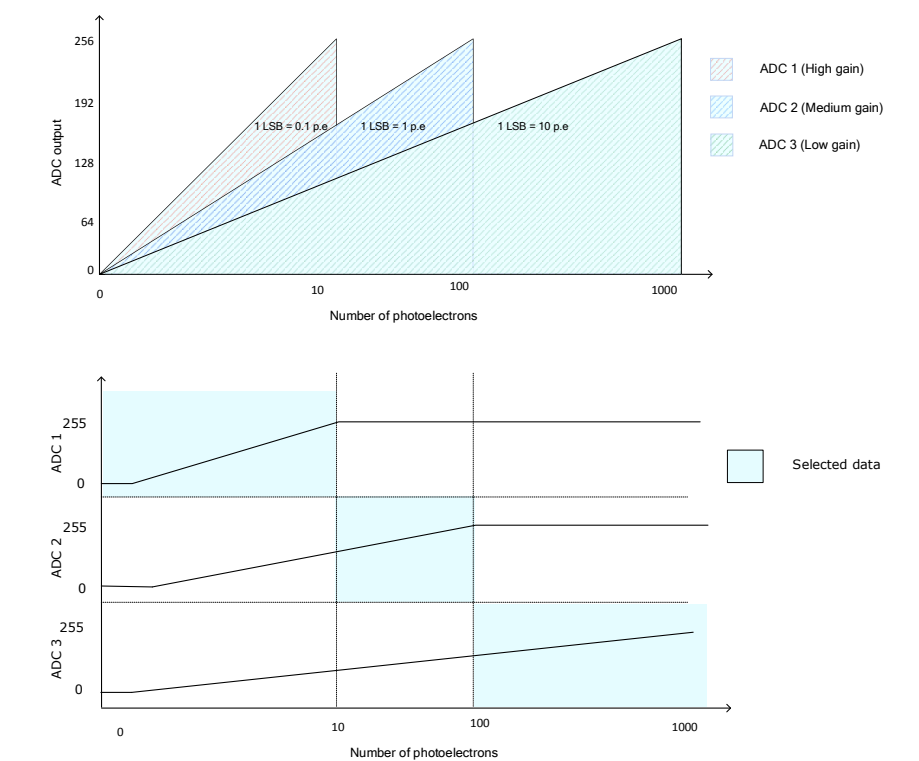 256
192
128
64
0
ADC output
1 LSB = 0.1 p.e
1 LSB = 1 p.e
1 LSB = 10 p.e
0
10
100
1000
Number of photoelectrons
ADC 1 (High gain)
ADC 2 (Medium gain)
ADC 3 (Low gain)
255
ADC 1
0
255
ADC 2
0
255
ADC 3
0
0
10
100
1000
Number of photoelectrons
Selected data